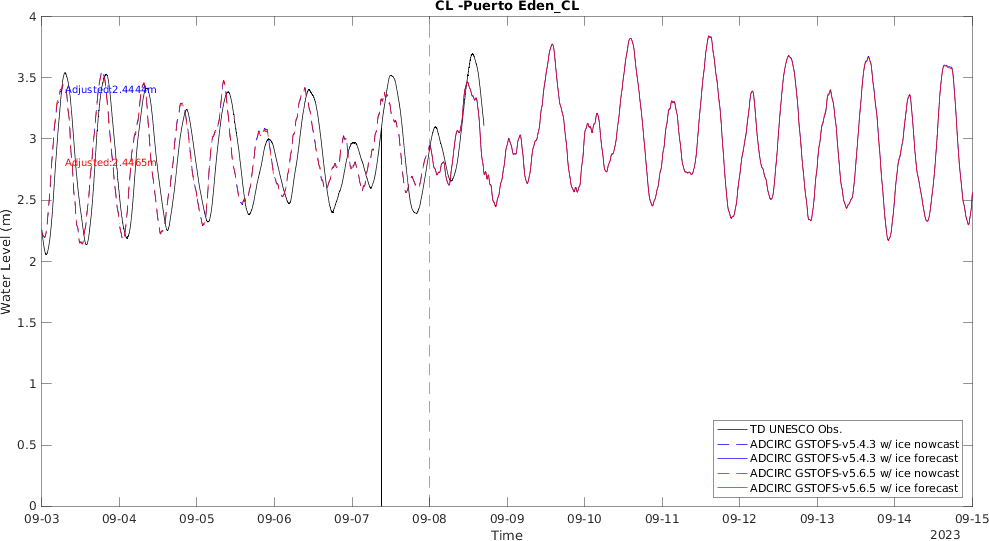 CL -Puerto Eden_CL
4
3.5
3
2.5
2
1.5
1
0.5
0
Water Level (m)
Adjusted:2.4444m
Adjusted:2.4465m
TD UNESCO Obs.
ADCIRC GSTOFS-v5.4.3 w/ ice nowcast
ADCIRC GSTOFS-v5.4.3 w/ ice forecast
ADCIRC GSTOFS-v5.6.5 w/ ice nowcast
ADCIRC GSTOFS-v5.6.5 w/ ice forecast
09-03 09-04 09-05 09-06 09-07 09-08 09-09 09-10 09-11 09-12 09-13 09-14 09-15
Time
2023